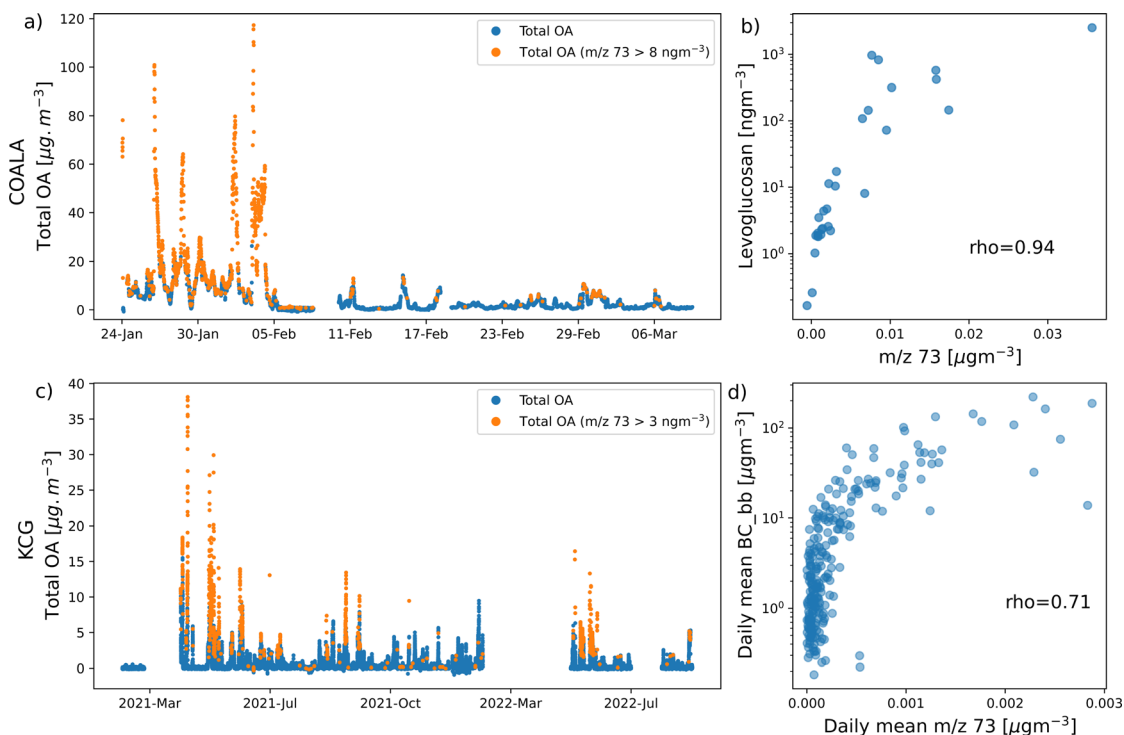 a)
COALA
Total OA [μg.m⁻³]
120
100
80
60
40
20
0
Total OA
Total OA (m/z 73 > 8 ngm⁻³)
24-Jan 30-Jan 05-Feb 11-Feb 17-Feb 23-Feb 29-Feb 06-Mar
b)
Levoglucosan [ngm⁻³]
10³
10²
10¹
10⁰
rho=0.94
0.00 0.01 0.02 0.03
m/z 73 [μgm⁻³]
c)
KCG
Total OA [μg.m⁻³]
40
35
30
25
20
15
10
5
0
Total OA
Total OA (m/z 73 > 3 ngm⁻³)
2021-Mar 2021-Jul 2021-Oct 2022-Mar 2022-Jul
d)
Daily mean BC_bb [μgm⁻³]
10²
10¹
10⁰
rho=0.71
0.000 0.001 0.002 0.003
Daily mean m/z 73 [μgm⁻³]